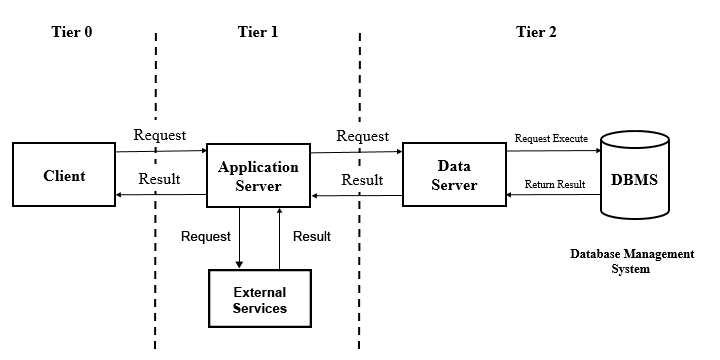 Tier 0
Tier 1
Tier 2
Request
Request
Request Execute
Client
Application
Server
Data
Server
DBMS
Result
Result
Return Result
Request
Result
Database Management
System
External
Services